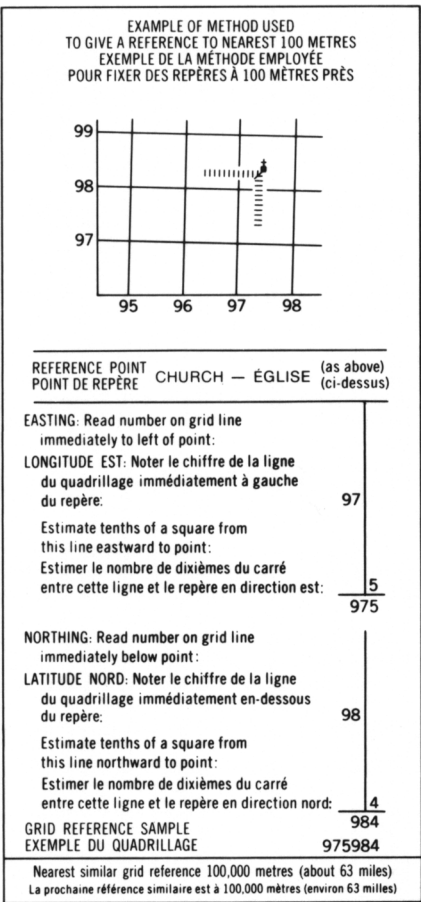 EXAMPLE OF METHOD USED
TO GIVE A REFERENCE TO NEAREST 100 METRES
EXEMPLE DE LA MÉTHODE EMPLOYÉE
POUR FIXER DES REPÈRES À 100 MÈTRES PRÈS
99
98
97
95 96 97 98
REFERENCE POINT
POINT DE REPÈRE
CHURCH — ÉGLISE
(as above)
(ci-dessus)
EASTING: Read number on grid line
immediately to left of point:
LONGITUDE EST: Noter le chiffre de la ligne
du quadrillage immédiatement à gauche
du repère: 97
Estimate tenths of a square from
this line eastward to point:
Estimer le nombre de dixièmes du carré
entre cette ligne et le repère en direction est: 5
975
NORTHING: Read number on grid line
immediately below point:
LATITUDE NORD: Noter le chiffre de la ligne
du quadrillage immédiatement en-dessous
du repère: 98
Estimate tenths of a square from
this line northward to point:
Estimer le nombre de dixièmes du carré
entre cette ligne et le repère en direction nord: 4
984
GRID REFERENCE SAMPLE
EXEMPLE DU QUADRILLAGE 975984
Nearest similar grid reference 100,000 metres (about 63 miles)
La prochaine référence similaire est à 100,000 mètres (environ 63 milles)